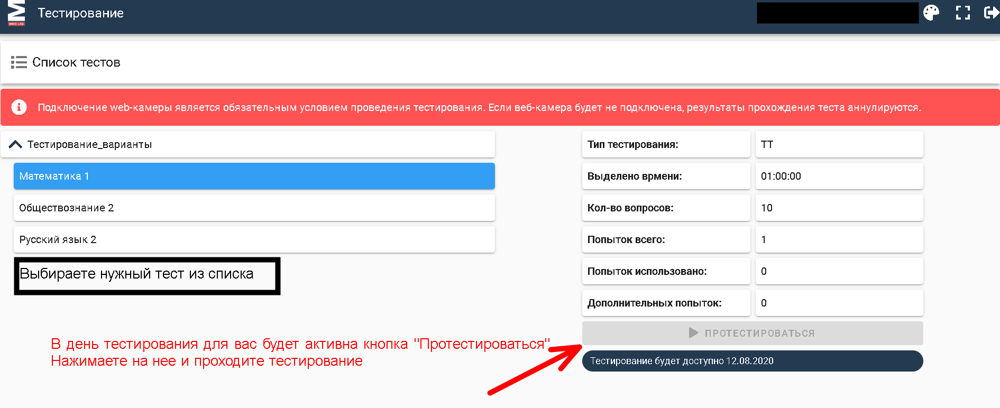 Тестирование
MMIS LAB
Список тестов
Подключение web-камеры является обязательным условием проведения тестирования. Если веб-камера будет не подключена, результаты прохождения теста аннулируются.
Тестирование_варианты
Математика 1
Обществознание 2
Русский язык 2
Выбираете нужный тест из списка
Тип тестирования: ТТ
Выделено врмени: 01:00:00
Кол-во вопросов: 10
Попыток всего: 1
Попыток использовано: 0
Дополнительных попыток: 0
ПРОТЕСТИРОВАТЬСЯ
Тестирование будет доступно 12.08.2020
В день тестирования для вас будет активна кнопка "Протестироваться"
Нажимаете на нее и проходите тестирование